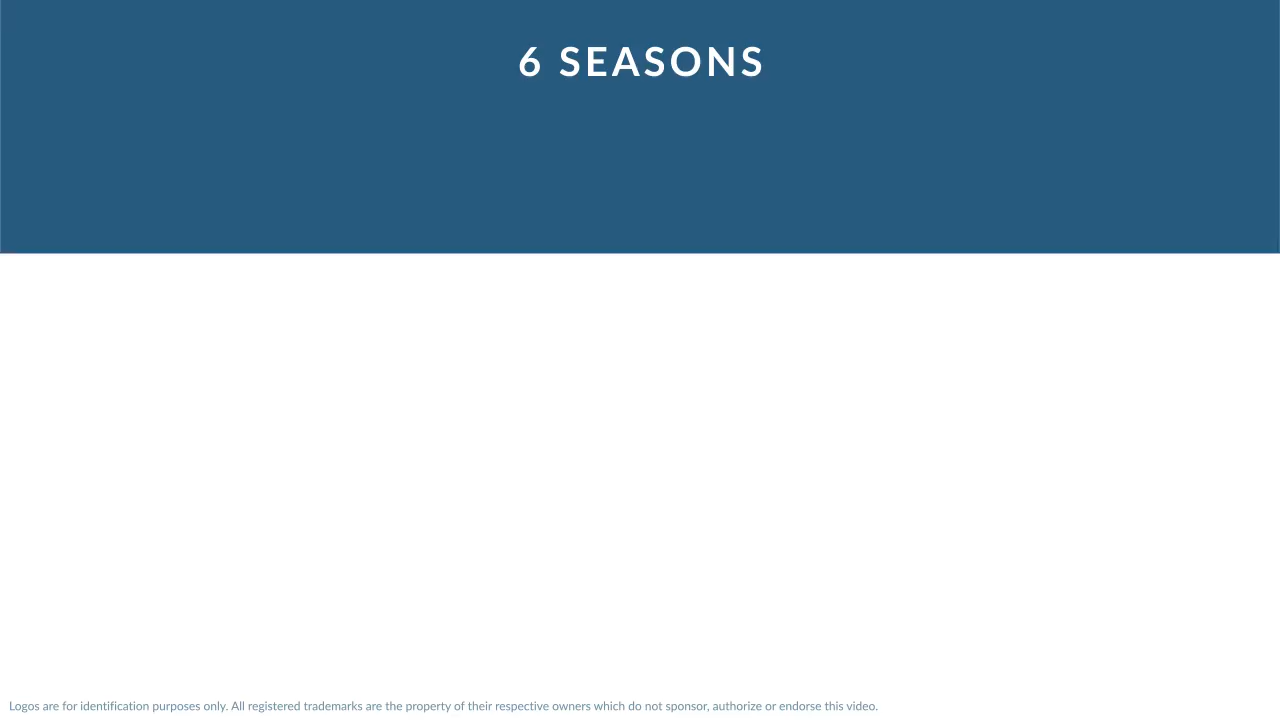 6 SEASONS
Logos are for identification purposes only. All registered trademarks are the property of their respective owners which do not sponsor, authorize or endorse this video.